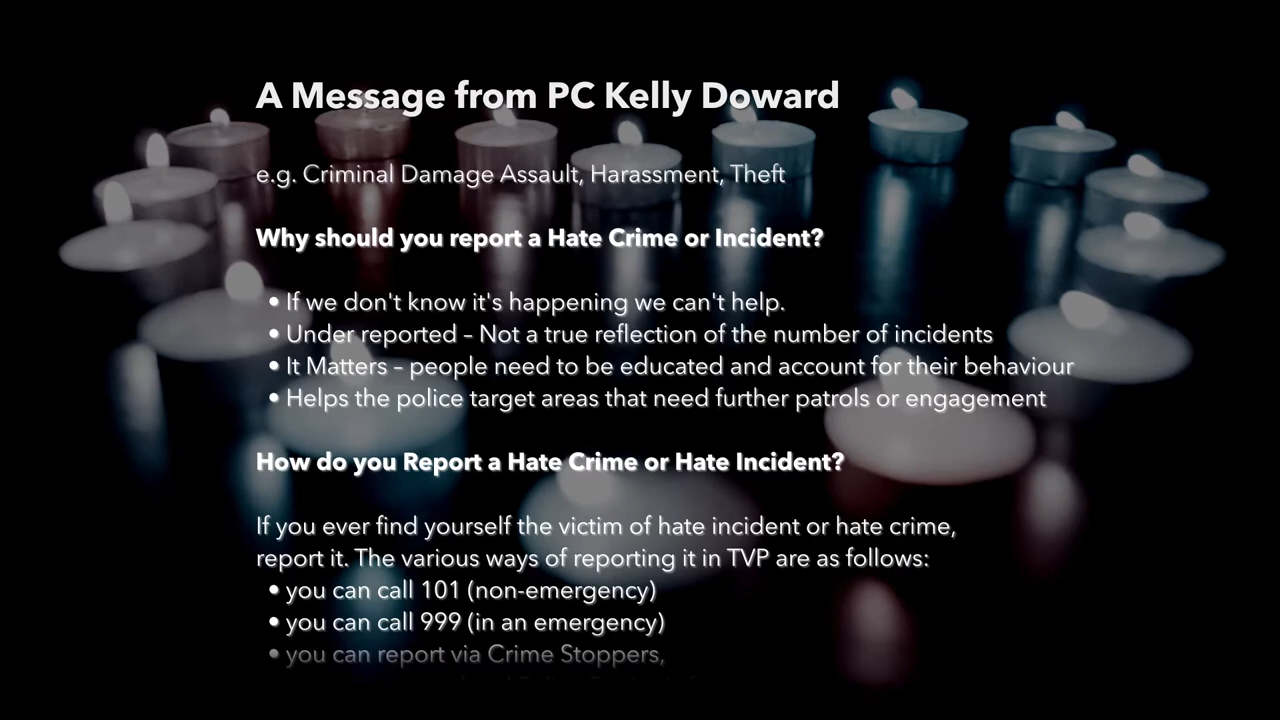 A Message from PC Kelly Doward
e.g. Criminal Damage Assault, Harassment, Theft
Why should you report a Hate Crime or Incident?
• If we don't know it's happening we can't help.
• Under reported – Not a true reflection of the number of incidents
• It Matters – people need to be educated and account for their behaviour
• Helps the police target areas that need further patrols or engagement
How do you Report a Hate Crime or Hate Incident?
If you ever find yourself the victim of hate incident or hate crime,
report it. The various ways of reporting it in TVP are as follows:
• you can call 101 (non-emergency)
• you can call 999 (in an emergency)
• you can report via Crime Stoppers,